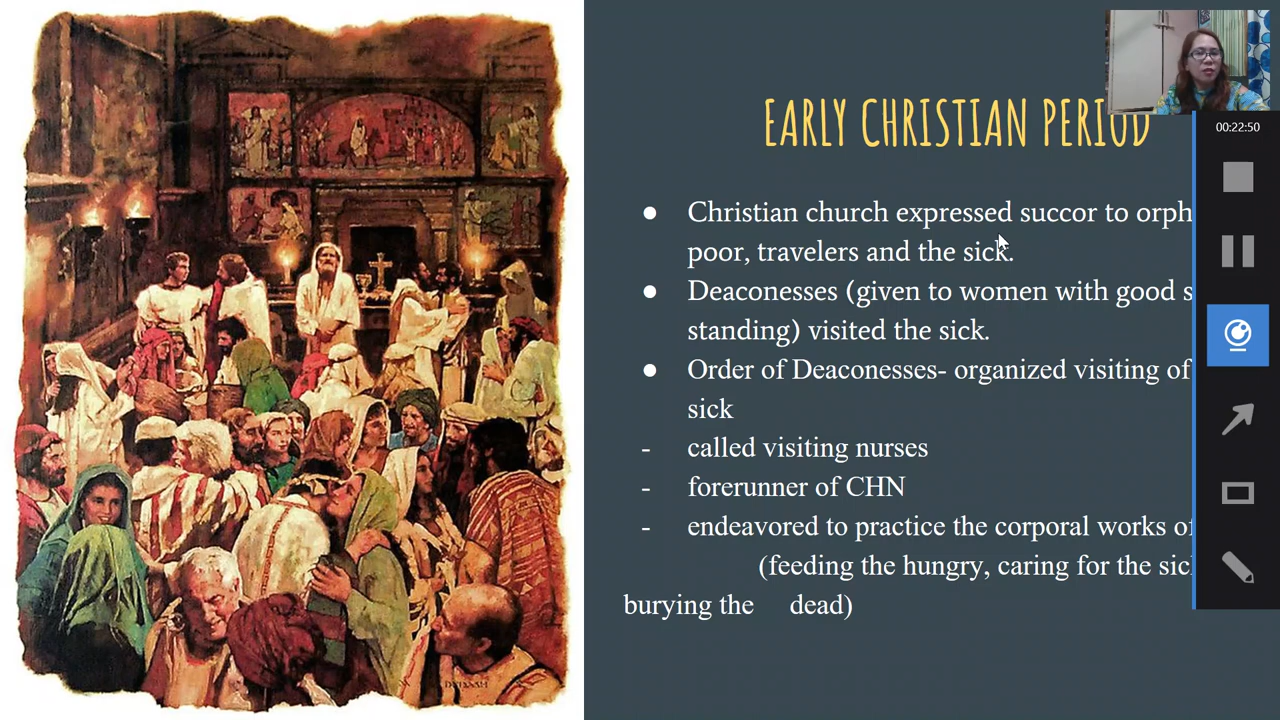 EARLY CHRISTIAN PERIOD
00:22:50
Christian church expressed succor to orph
poor, travelers and the sick.
Deaconesses (given to women with good s
standing) visited the sick.
Order of Deaconesses- organized visiting of
sick
- called visiting nurses
- forerunner of CHN
- endeavored to practice the corporal works of
(feeding the hungry, caring for the sic
burying the dead)